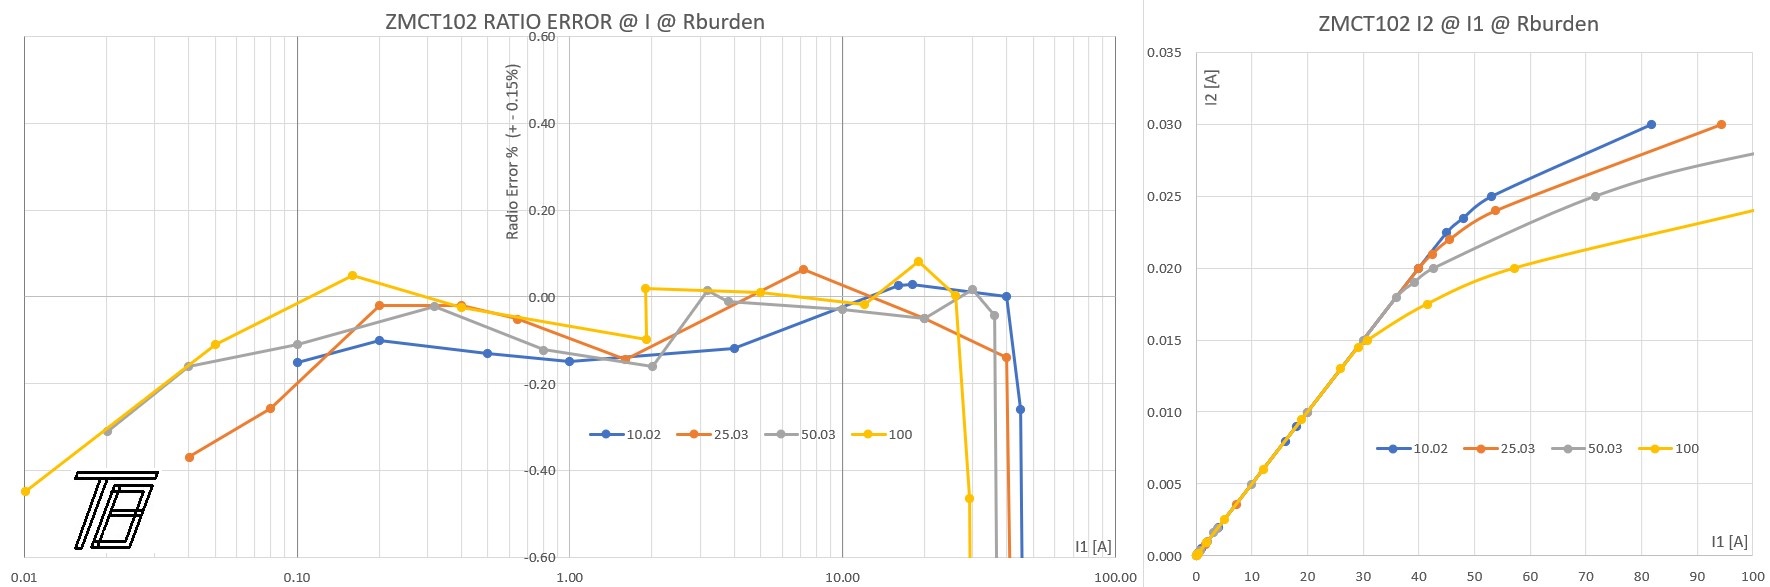 ZMCT102 RATIO ERROR @ I @ Rburden
0.60
0.40
0.20
0.00
-0.20
-0.40
-0.60
Radio Error % (+ - 0.15%)
10.02 25.03 50.03 100
I1 [A]
0.01 0.10 1.00 10.00 100.00
TB
ZMCT102 I2 @ I1 @ Rburden
0.035
0.030
0.025
0.020
0.015
0.010
0.005
0.000
I2 [A]
10.02 25.03 50.03 100
I1 [A]
0 10 20 30 40 50 60 70 80 90 100